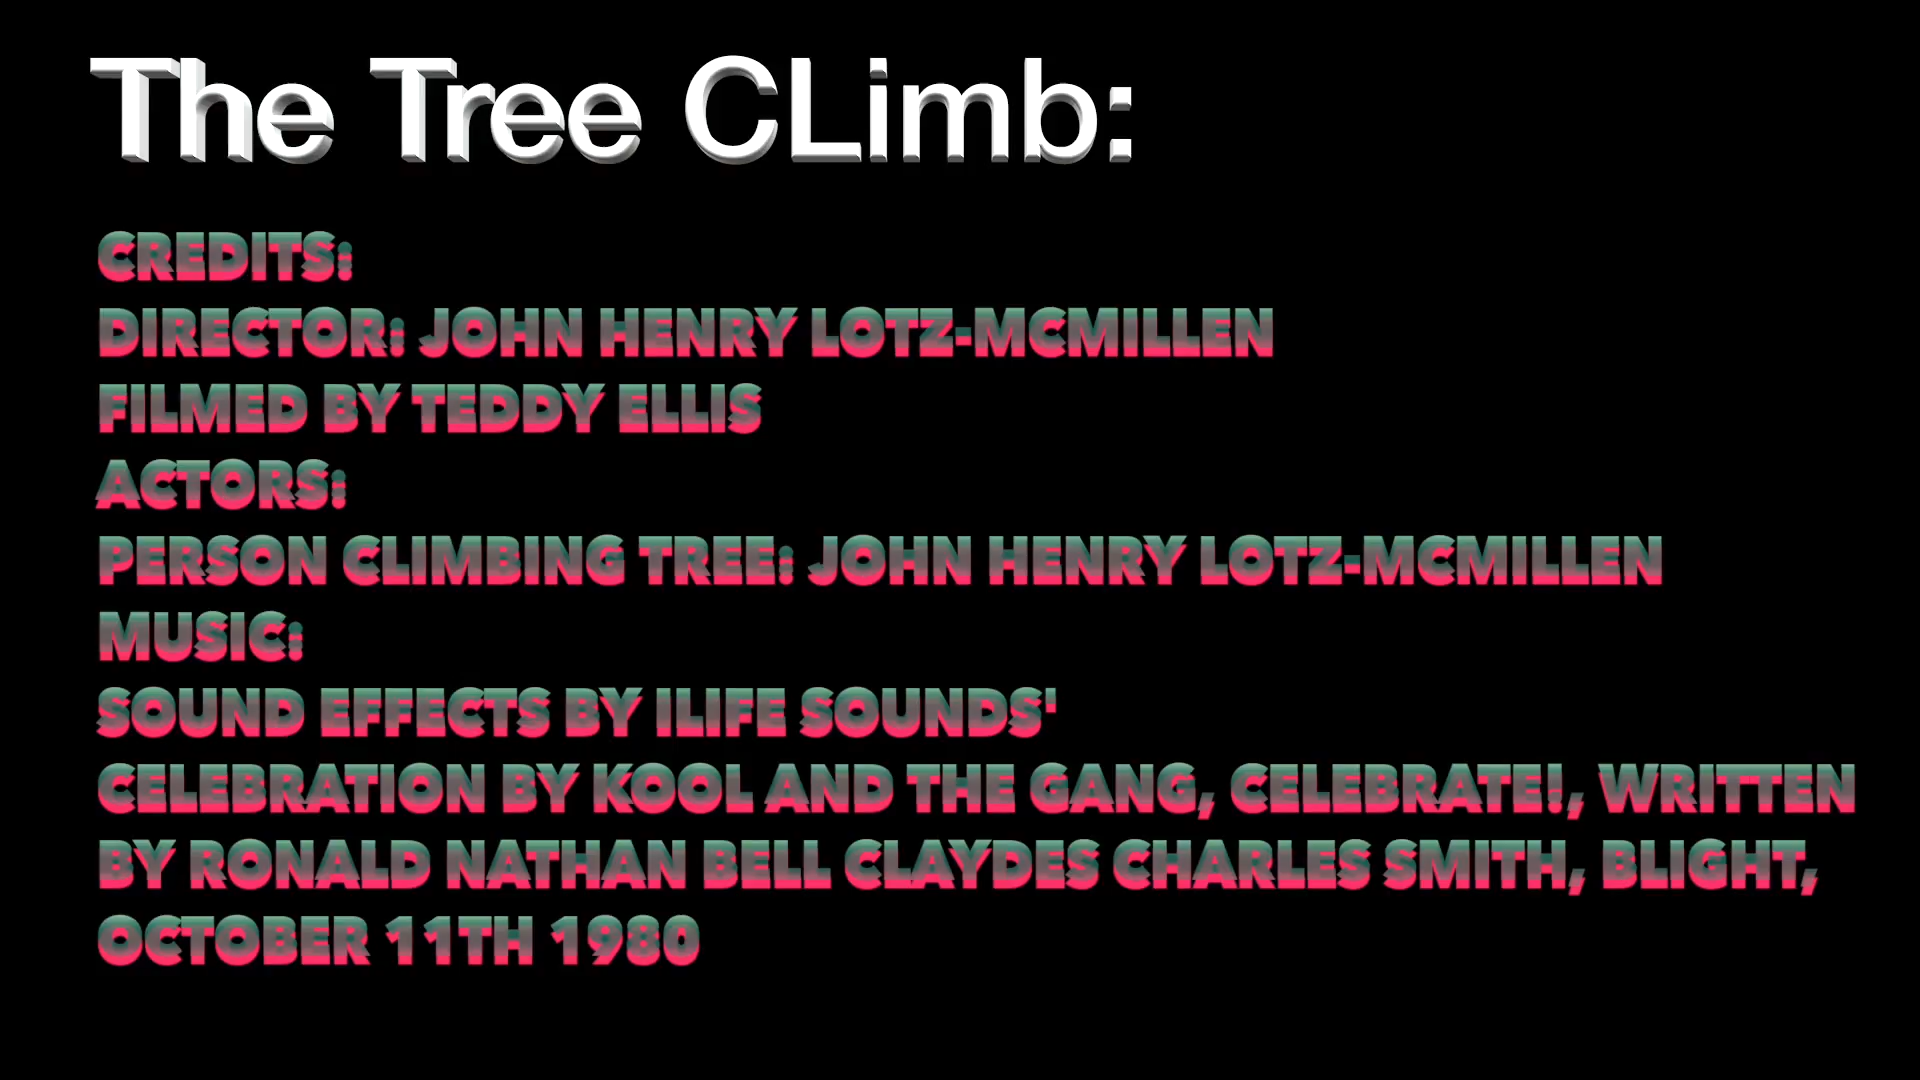 The Tree CLimb:
CREDITS:
DIRECTOR: JOHN HENRY LOTZ-MCMILLEN
FILMED BY TEDDY ELLIS
ACTORS:
PERSON CLIMBING TREE: JOHN HENRY LOTZ-MCMILLEN
MUSIC:
SOUND EFFECTS BY ILIFE SOUNDS'
CELEBRATION BY KOOL AND THE GANG, CELEBRATE!, WRITTEN
BY RONALD NATHAN BELL CLAYDES CHARLES SMITH, BLIGHT,
OCTOBER 11TH 1980